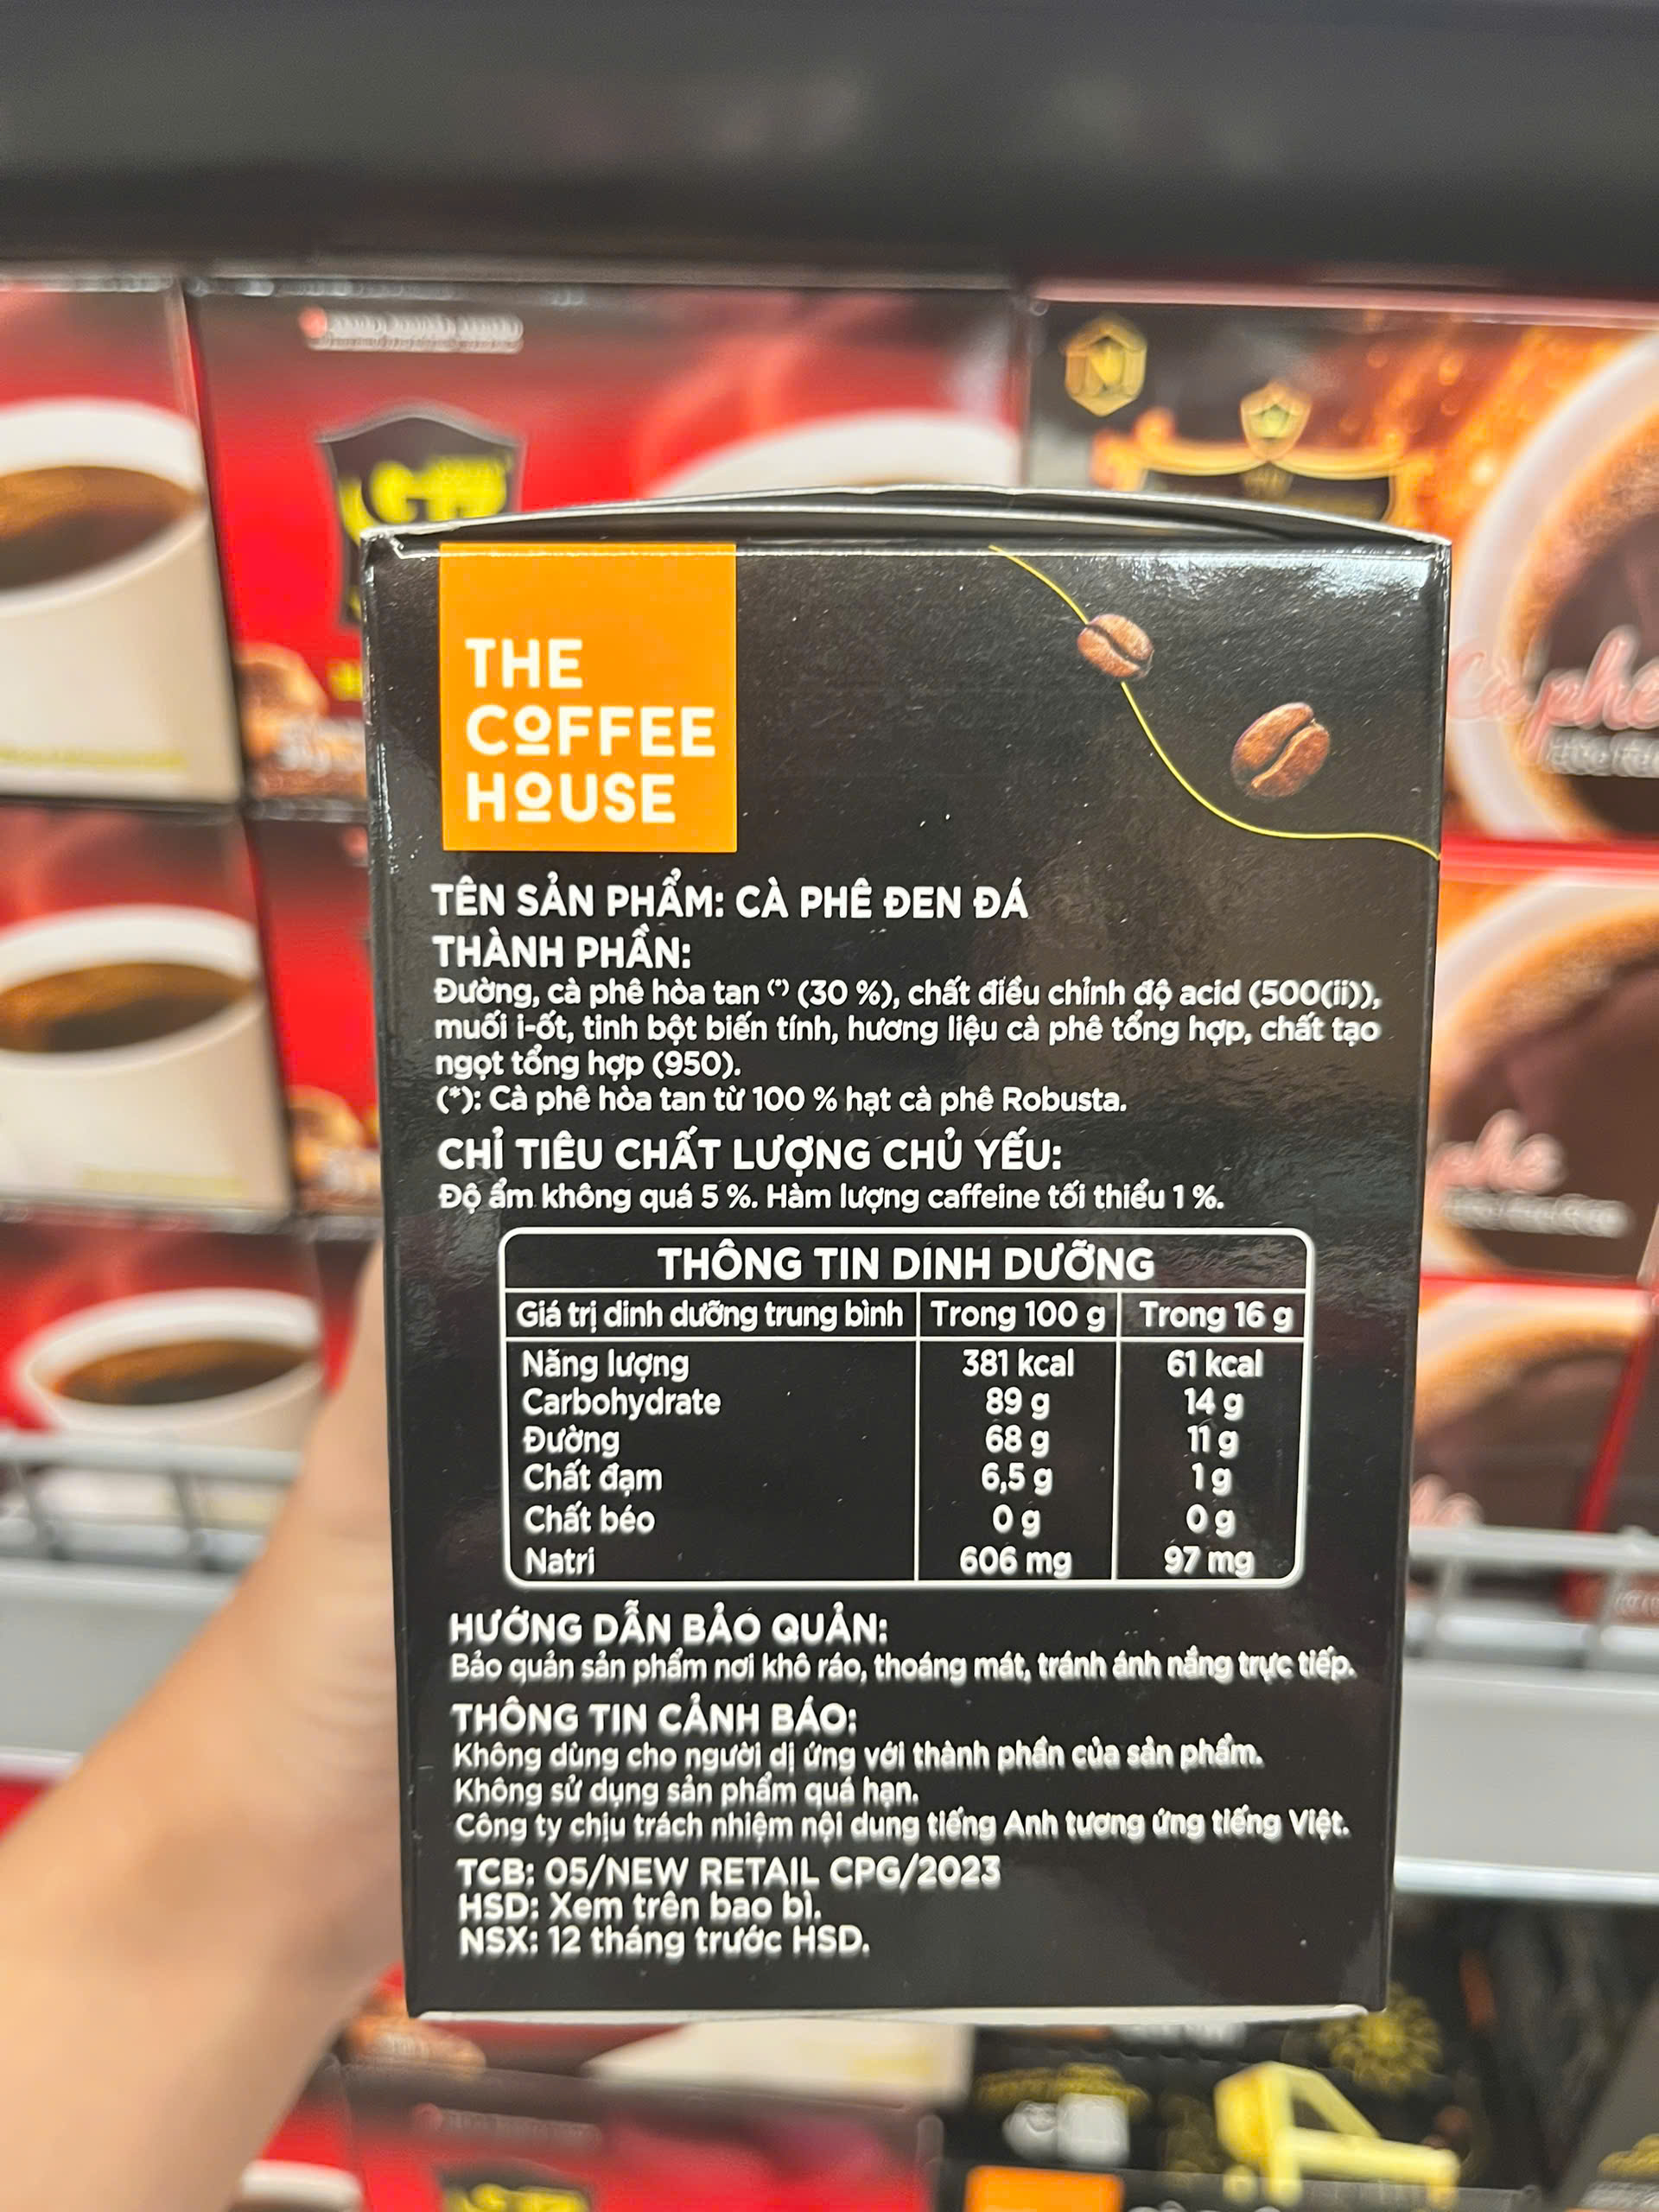 THE
COFFEE
HOUSE
TÊN SẢN PHẨM: CÀ PHÊ ĐEN ĐÁ
THÀNH PHẦN:
Đường, cà phê hòa tan (*) (30 %), chất điều chỉnh độ acid (500(ii)),
muối i-ốt, tinh bột biến tính, hương liệu cà phê tổng hợp, chất tạo
ngọt tổng hợp (950).
(*): Cà phê hòa tan từ 100 % hạt cà phê Robusta.
CHỈ TIÊU CHẤT LƯỢNG CHỦ YẾU:
Độ ẩm không quá 5 %. Hàm lượng caffeine tối thiểu 1 %.
THÔNG TIN DINH DƯỠNG
Giá trị dinh dưỡng trung bình Trong 100 g Trong 16 g
Năng lượng 381 kcal 61 kcal
Carbohydrate 89 g 14 g
Đường 68 g 11 g
Chất đạm 6,5 g 1 g
Chất béo 0 g 0 g
Natri 606 mg 97 mg
HƯỚNG DẪN BẢO QUẢN:
Bảo quản sản phẩm nơi khô ráo, thoáng mát, tránh ánh nắng trực tiếp.
THÔNG TIN CẢNH BÁO:
Không dùng cho người dị ứng với thành phần của sản phẩm.
Không sử dụng sản phẩm quá hạn.
Công ty chịu trách nhiệm nội dung tiếng Anh tương ứng tiếng Việt.
TCB: 05/NEW RETAIL CPG/2023
HSD: Xem trên bao bì.
NSX: 12 tháng trước HSD.